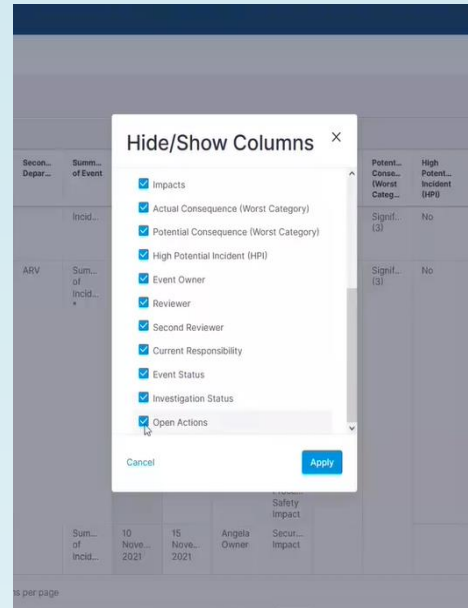 Hide/Show Columns
Impacts
Actual Consequence (Worst Category)
Potential Consequence (Worst Category)
High Potential Incident (HPI)
Event Owner
Reviewer
Second Reviewer
Current Responsibility
Event Status
Investigation Status
Open Actions
Cancel
Apply
Secon...
Depar...
Summ...
of Event
Potent...
Conse...
(Worst
Categ...
High
Potent...
Incident
(HPI)
Incid...
Signif...
(3)
No
ARV
Sum...
of
Incid...
*
Signif...
(3)
No
Safety
Impact
Sum...
of
Incid...
10
Nove...
2021
15
Nove...
2021
Angela
Owner
Secur...
Impact
per page